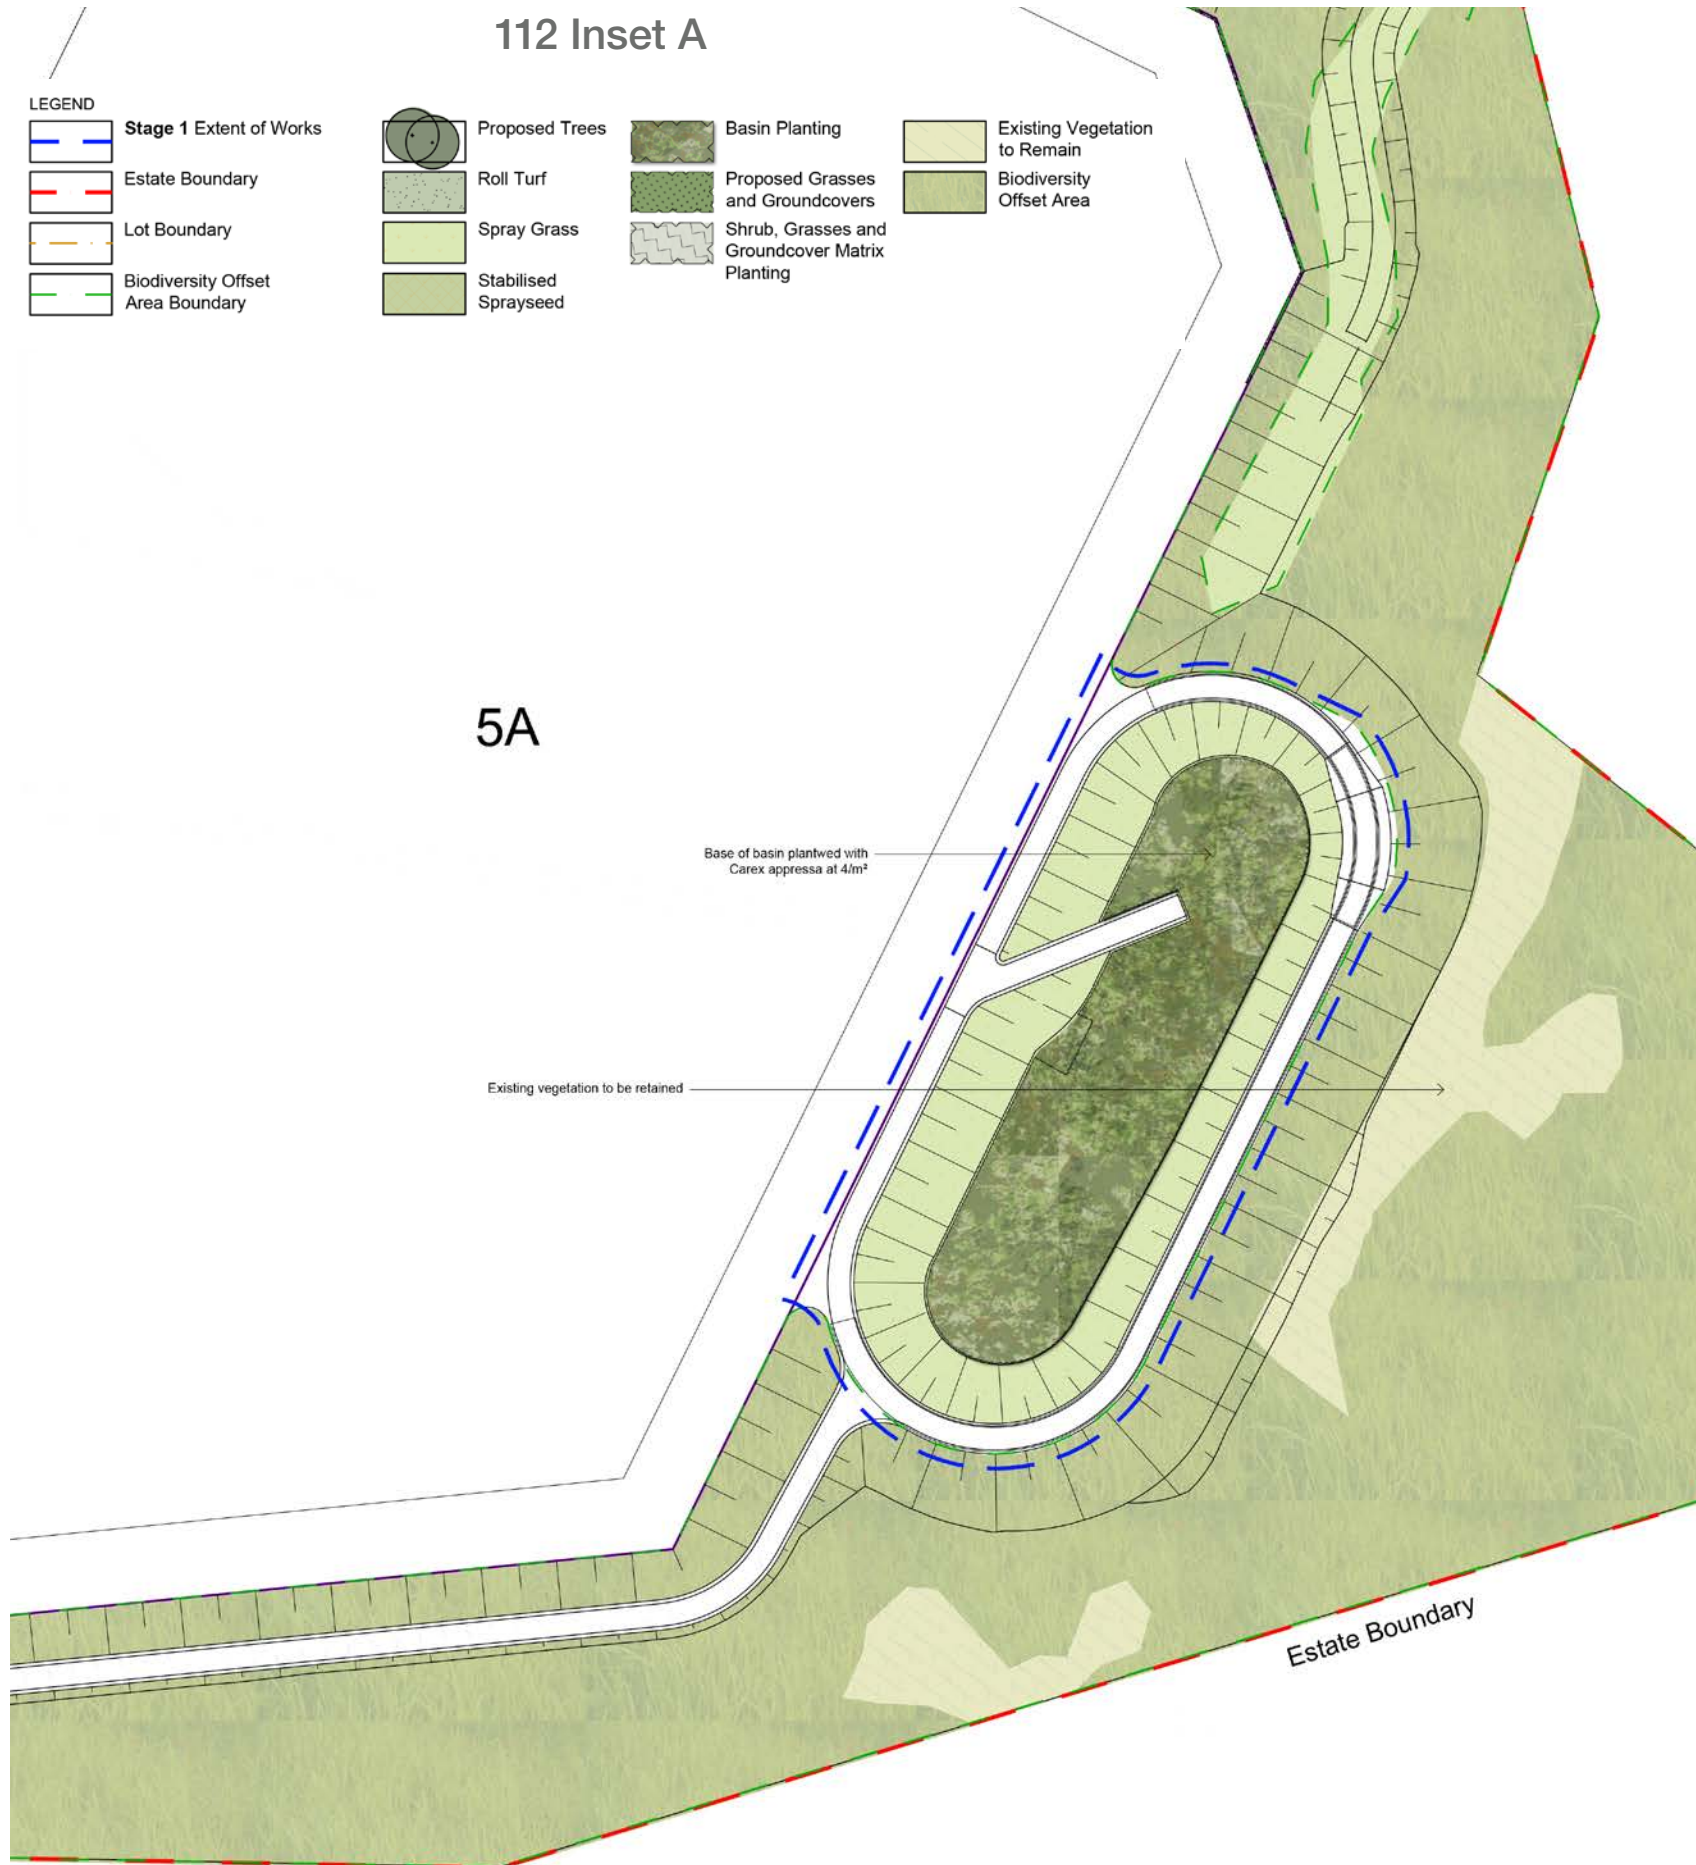 112 Inset A
LEGEND
Stage 1 Extent of Works
Estate Boundary
Lot Boundary
Biodiversity Offset
Area Boundary
Proposed Trees
Roll Turf
Spray Grass
Stabilised
Sprayseed
Basin Planting
Proposed Grasses
and Groundcovers
Shrub, Grasses and
Groundcover Matrix
Planting
Existing Vegetation
to Remain
Biodiversity
Offset Area
5A
Base of basin plantwed with
Carex appressa at 4/m²
Existing vegetation to be retained
Estate Boundary